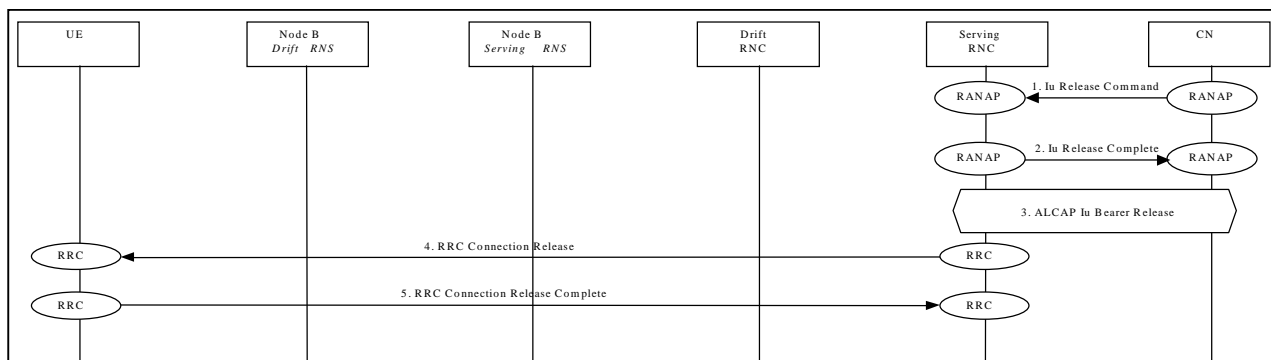 UE
Node B
Drift RNS
Node B
Serving RNS
Drift
RNC
Serving
RNC
CN
RANAP
1. Iu Release Command
RANAP
RANAP
2. Iu Release Complete
RANAP
3. ALCAP Iu Bearer Release
RRC
4. RRC Connection Release
RRC
RRC
5. RRC Connection Release Complete
RRC